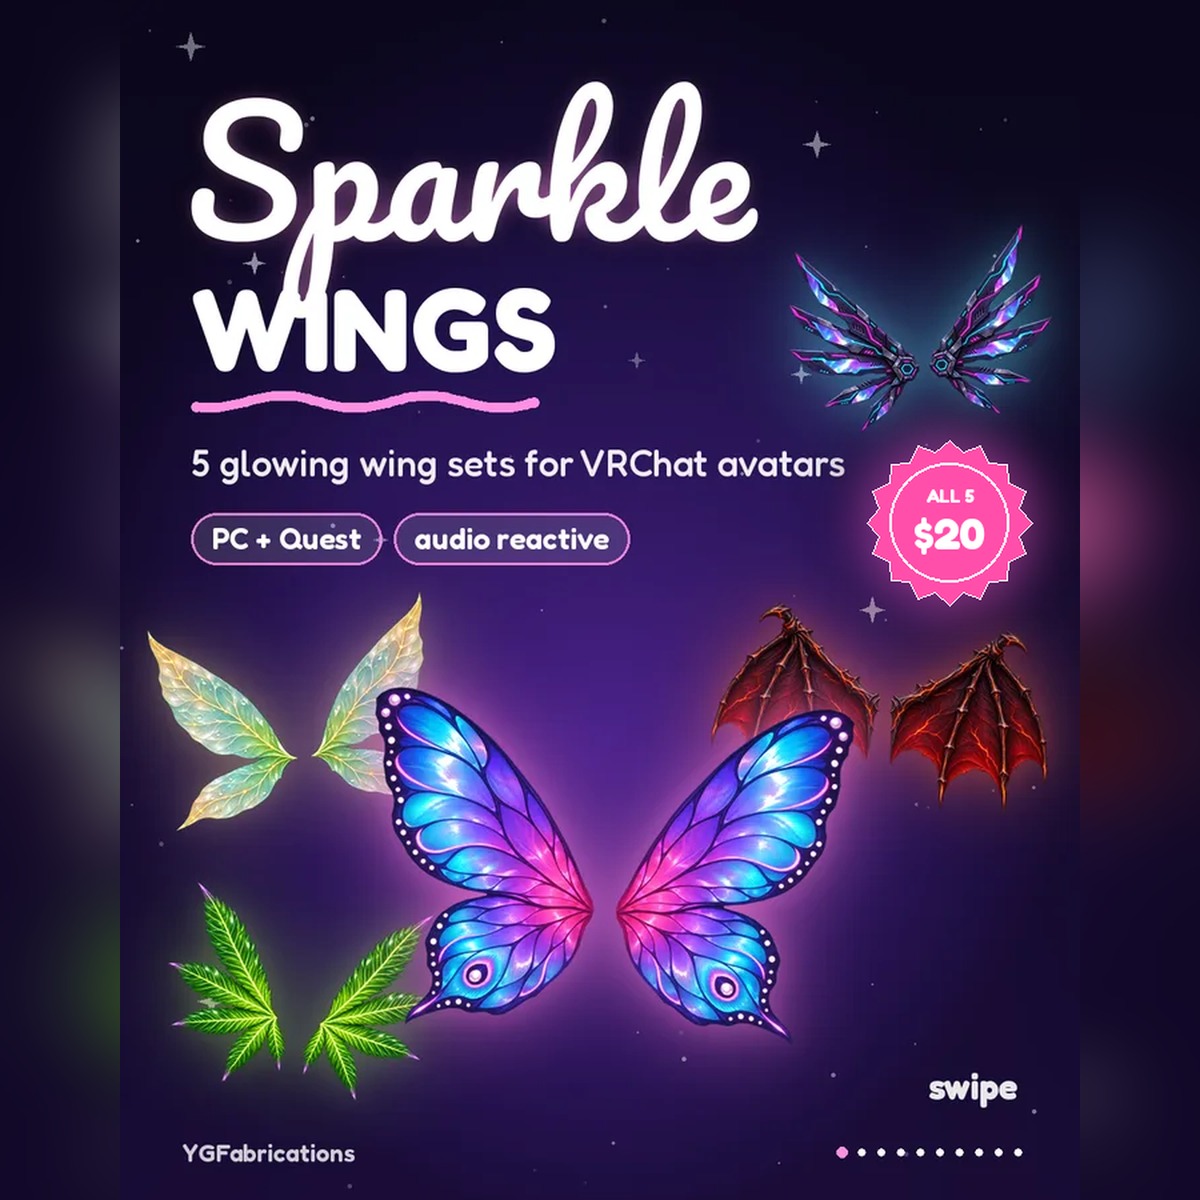 Sparkle
WINGS
5 glowing wing sets for VRChat avatars
PC + Quest
audio reactive
ALL 5
$20
swipe
YGFabrications